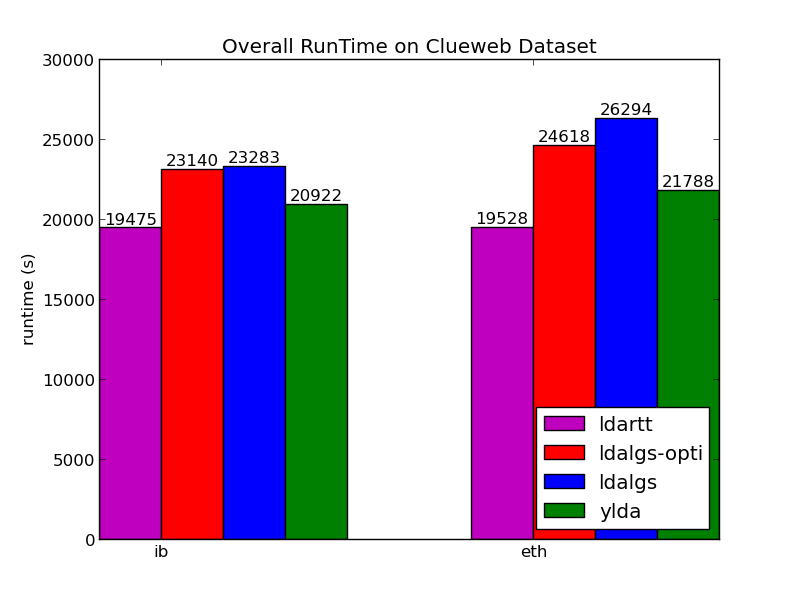 Overall RunTime on Clueweb Dataset
30000
25000
20000
15000
10000
5000
0
runtime (s)
19475
23140
23283
20922
19528
24618
26294
21788
ib
eth
ldartt
ldalgs-opti
ldalgs
ylda